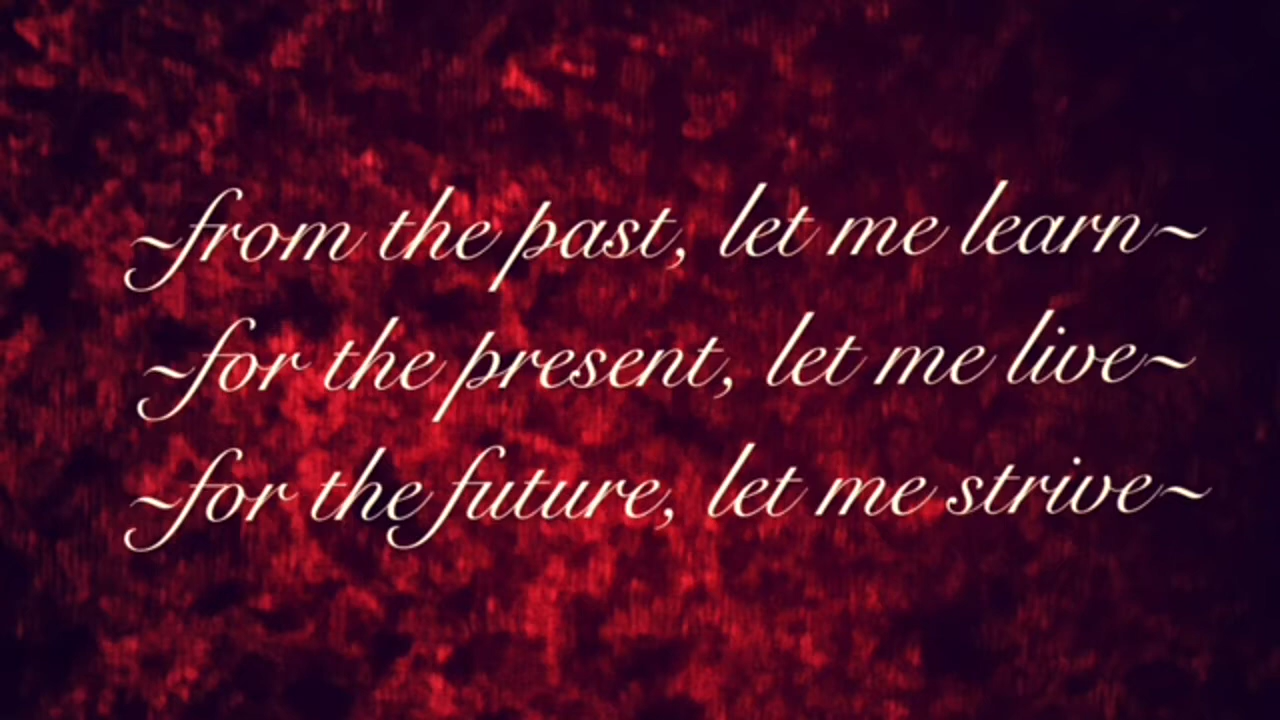 ~from the past, let me learn~
~for the present, let me live~
~for the future, let me strive~